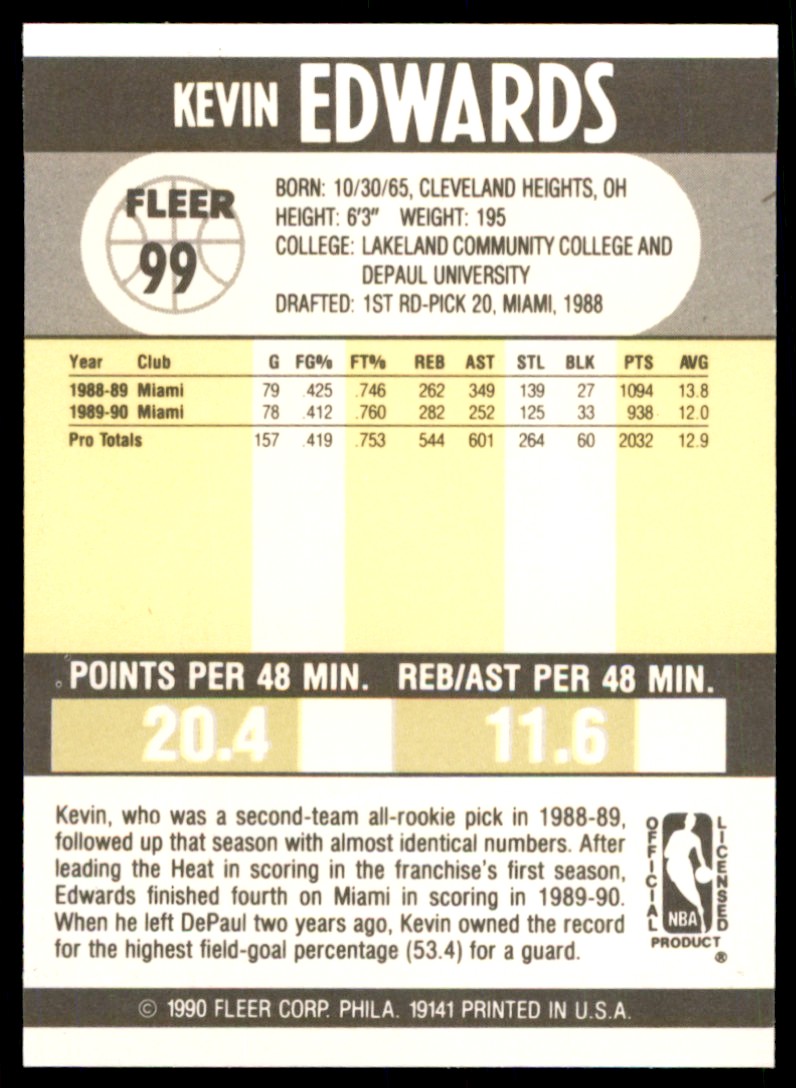 KEVIN EDWARDS
FLEER
99
BORN: 10/30/65, CLEVELAND HEIGHTS, OH
HEIGHT: 6'3" WEIGHT: 195
COLLEGE: LAKELAND COMMUNITY COLLEGE AND
DEPAUL UNIVERSITY
DRAFTED: 1ST RD-PICK 20, MIAMI, 1988
Year Club G FG% FT% REB AST STL BLK PTS AVG
1988-89 Miami 79 .425 .746 262 349 139 27 1094 13.8
1989-90 Miami 78 .412 .760 282 252 125 33 938 12.0
Pro Totals 157 .419 .753 544 601 264 60 2032 12.9
POINTS PER 48 MIN. REB/AST PER 48 MIN.
20.4 11.6
Kevin, who was a second-team all-rookie pick in 1988-89,
followed up that season with almost identical numbers. After
leading the Heat in scoring in the franchise's first season,
Edwards finished fourth on Miami in scoring in 1989-90.
When he left DePaul two years ago, Kevin owned the record
for the highest field-goal percentage (53.4) for a guard.
OFFICIAL
NBA
LICENSED
PRODUCT
®
© 1990 FLEER CORP. PHILA. 19141 PRINTED IN U.S.A.